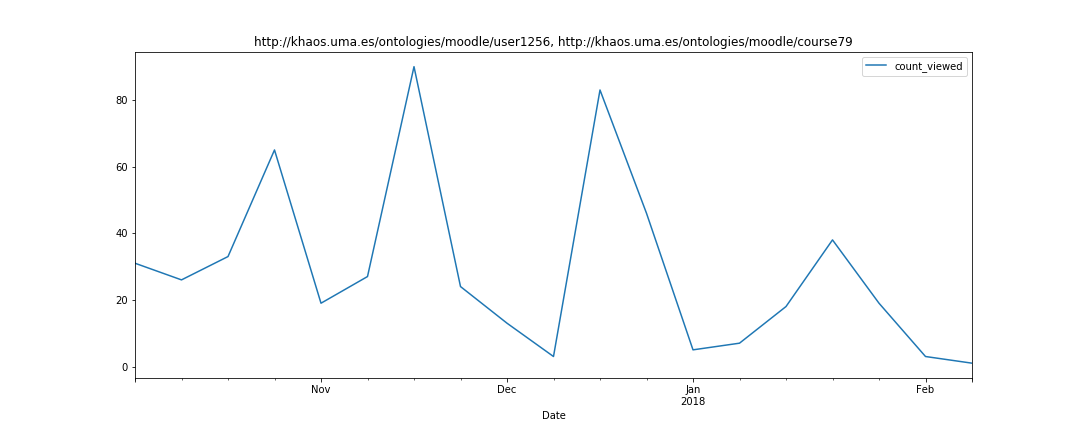 http://khaos.uma.es/ontologies/moodle/user1256, http://khaos.uma.es/ontologies/moodle/course79
count_viewed
80
60
40
20
0
Nov Dec Jan Feb
2018
Date